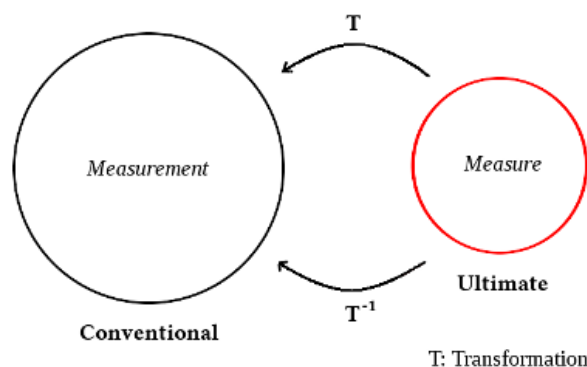 T
Measurement
Measure
Ultimate
T⁻¹
Conventional
T: Transformation